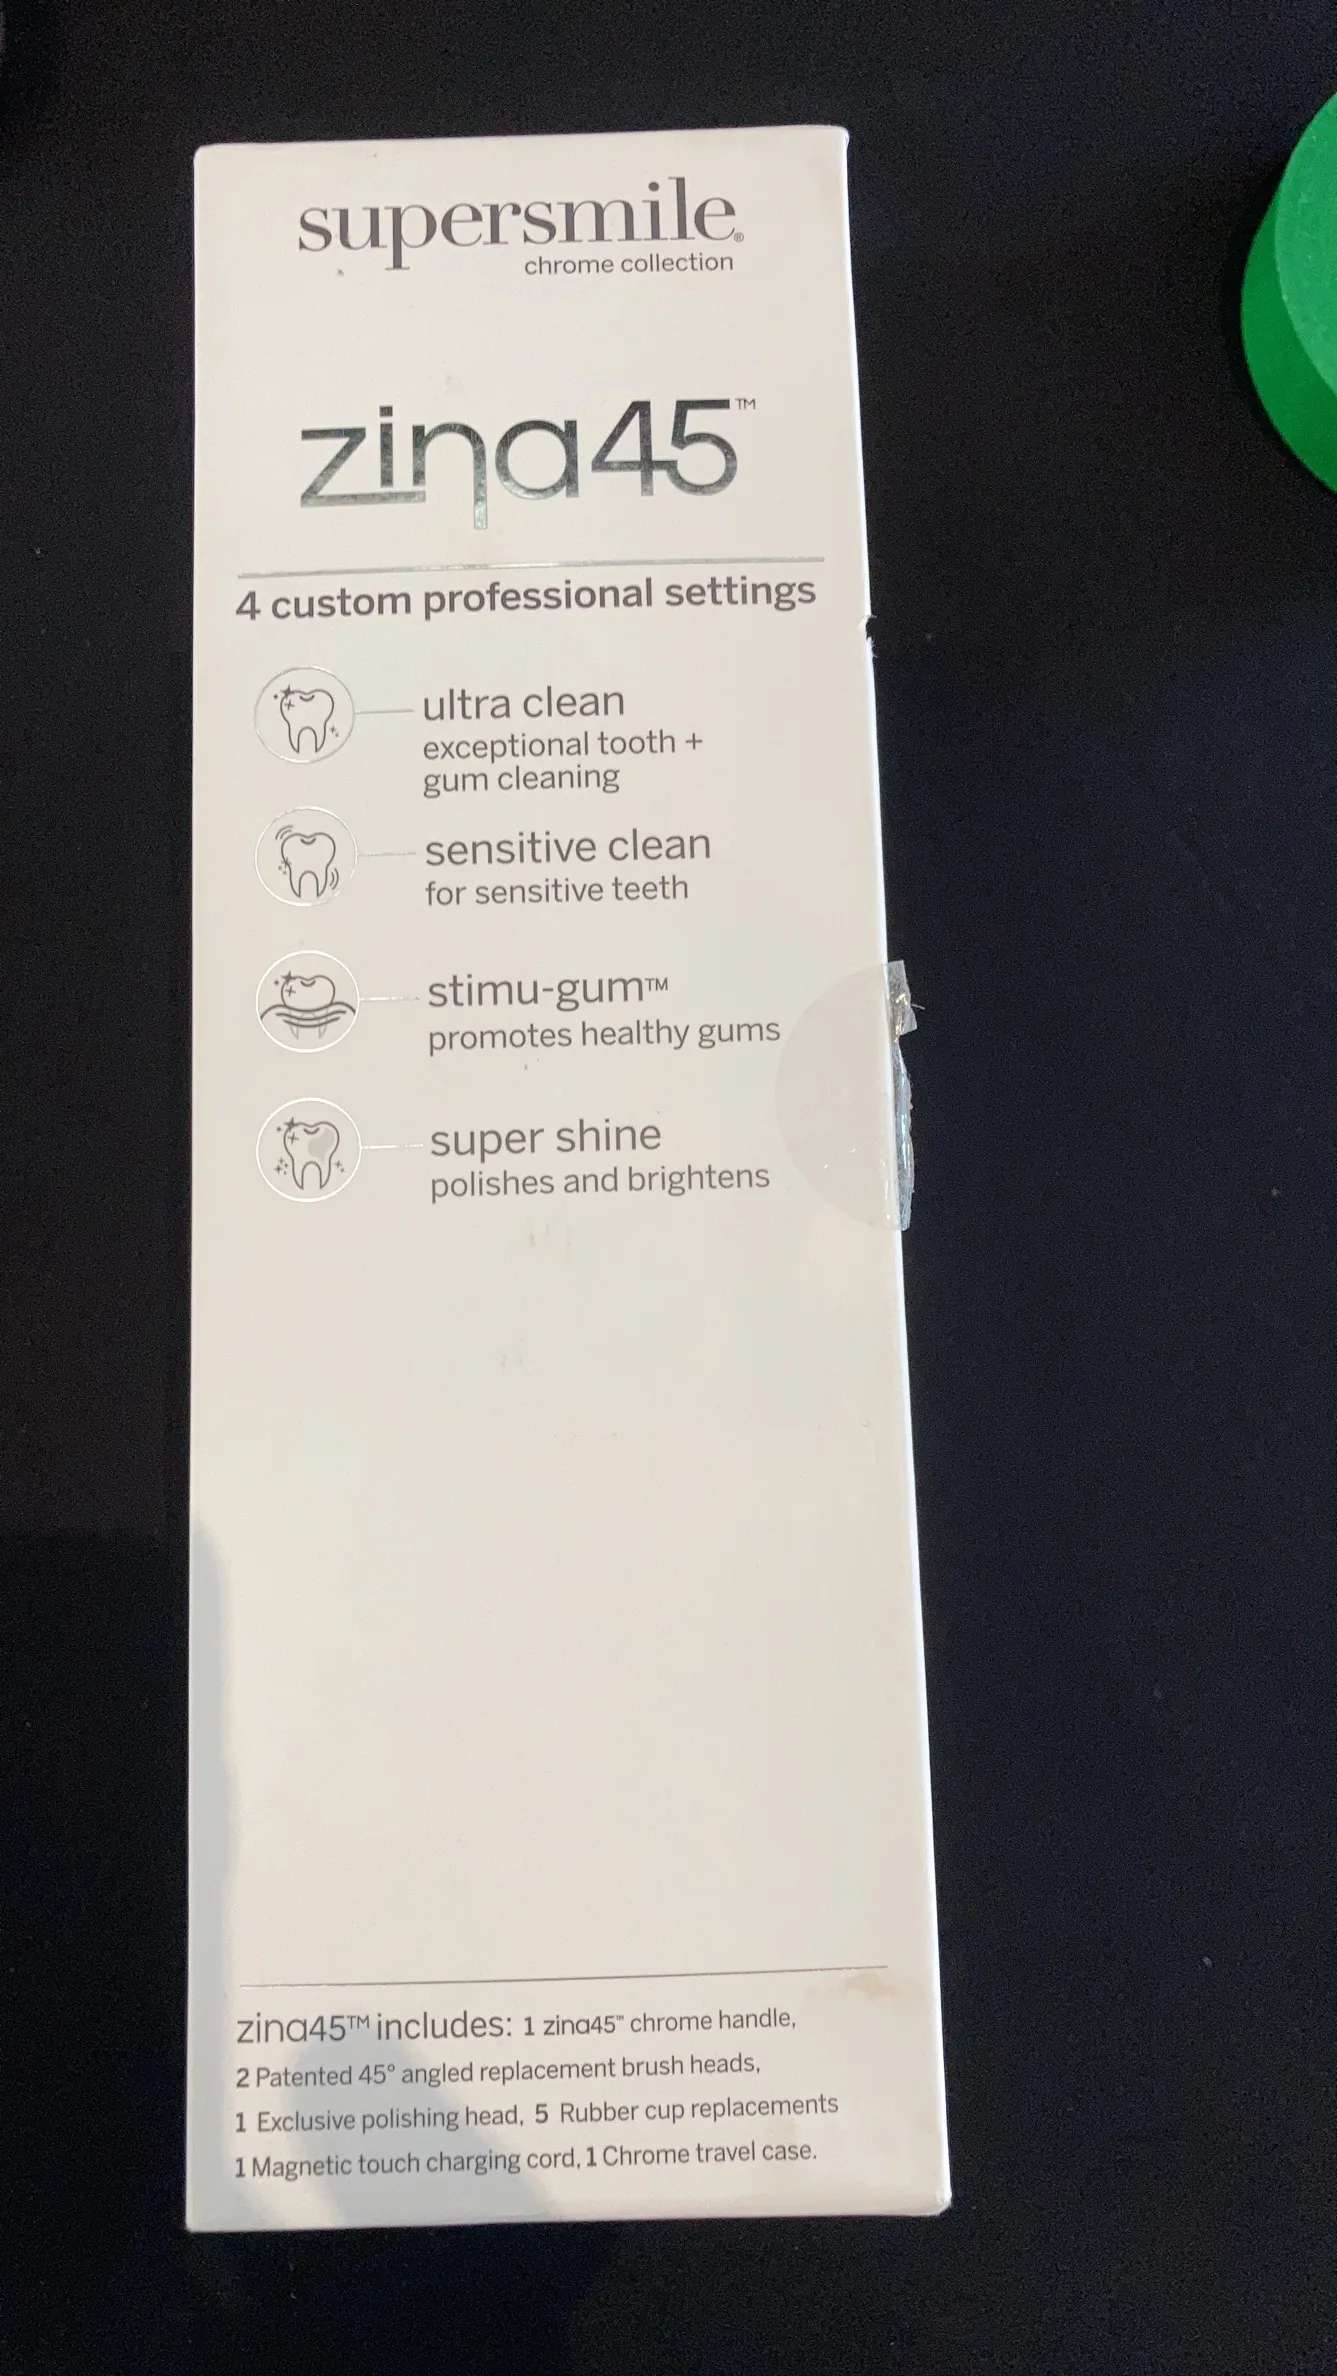 supersmile®
chrome collection
zina45™
4 custom professional settings
ultra clean
exceptional tooth +
gum cleaning
sensitive clean
for sensitive teeth
stimu-gum™
promotes healthy gums
super shine
polishes and brightens
zina45™ includes: 1 zina45™ chrome handle,
2 Patented 45° angled replacement brush heads,
1 Exclusive polishing head, 5 Rubber cup replacements
1 Magnetic touch charging cord, 1 Chrome travel case.